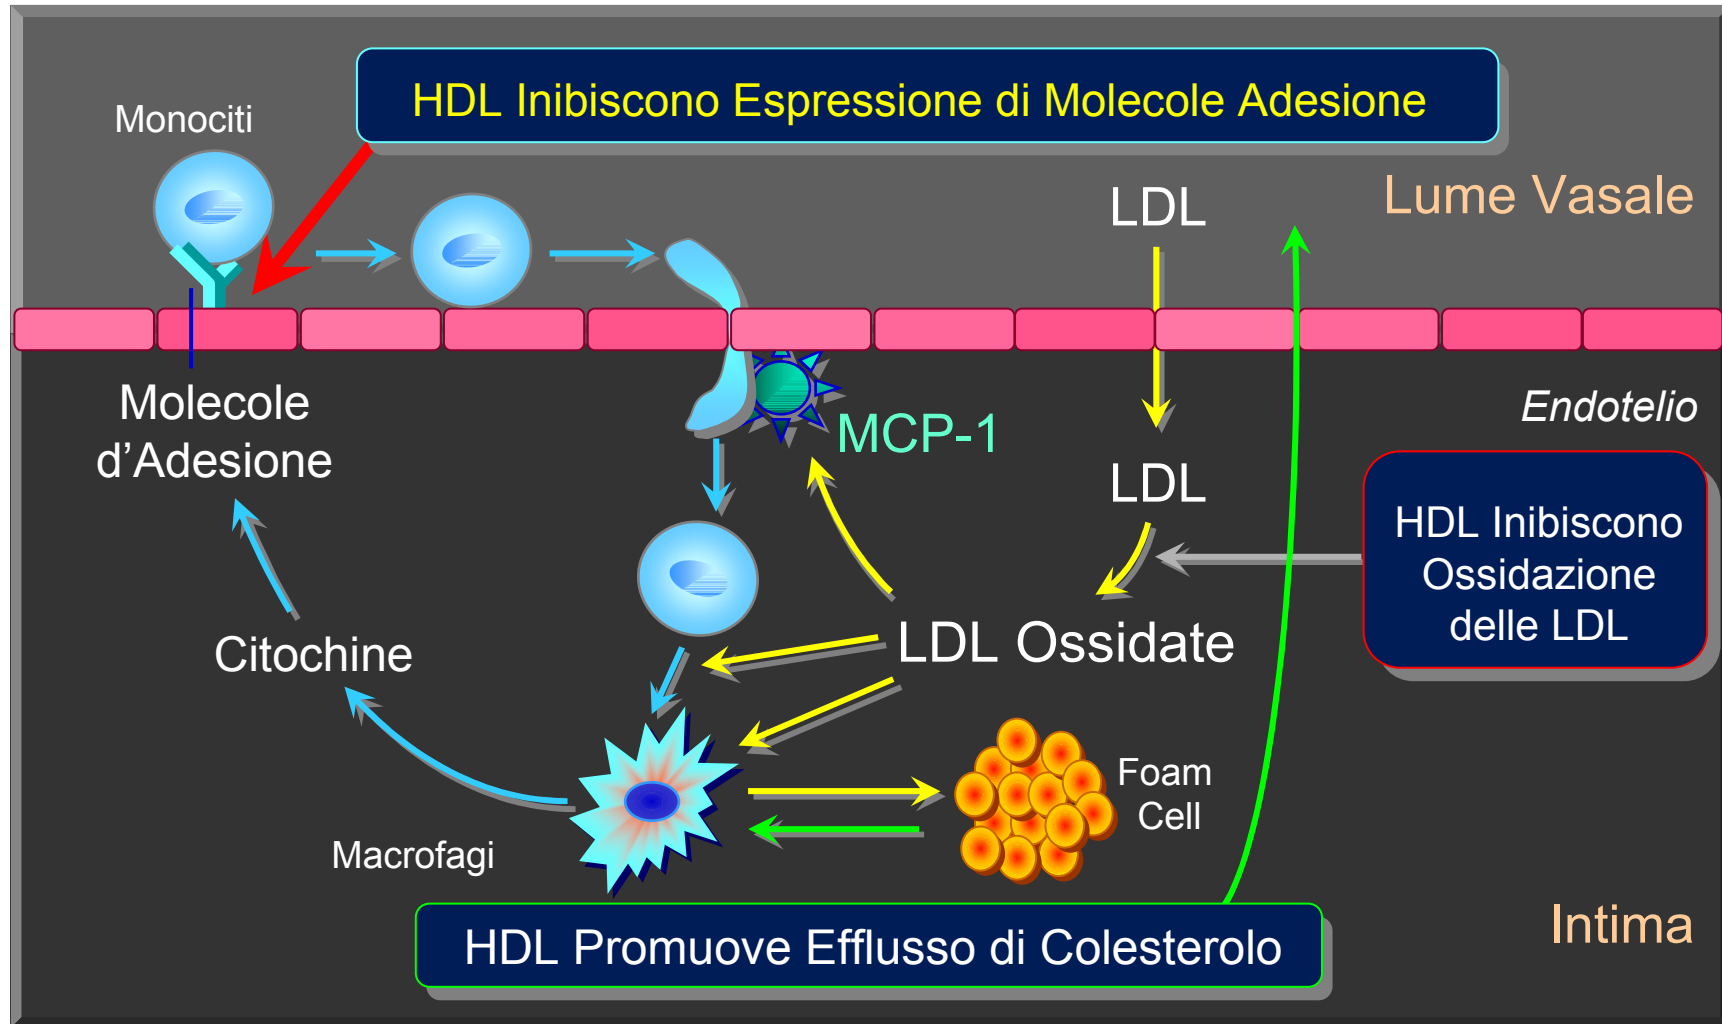 HDL Inibiscono Espressione di Molecole Adesione
Monociti
Lume Vasale
LDL
Molecole
d’Adesione
MCP-1
Endotelio
LDL
HDL Inibiscono
Ossidazione
delle LDL
Citochine
LDL Ossidate
Foam
Cell
Macrofagi
HDL Promuove Efflusso di Colesterolo
Intima